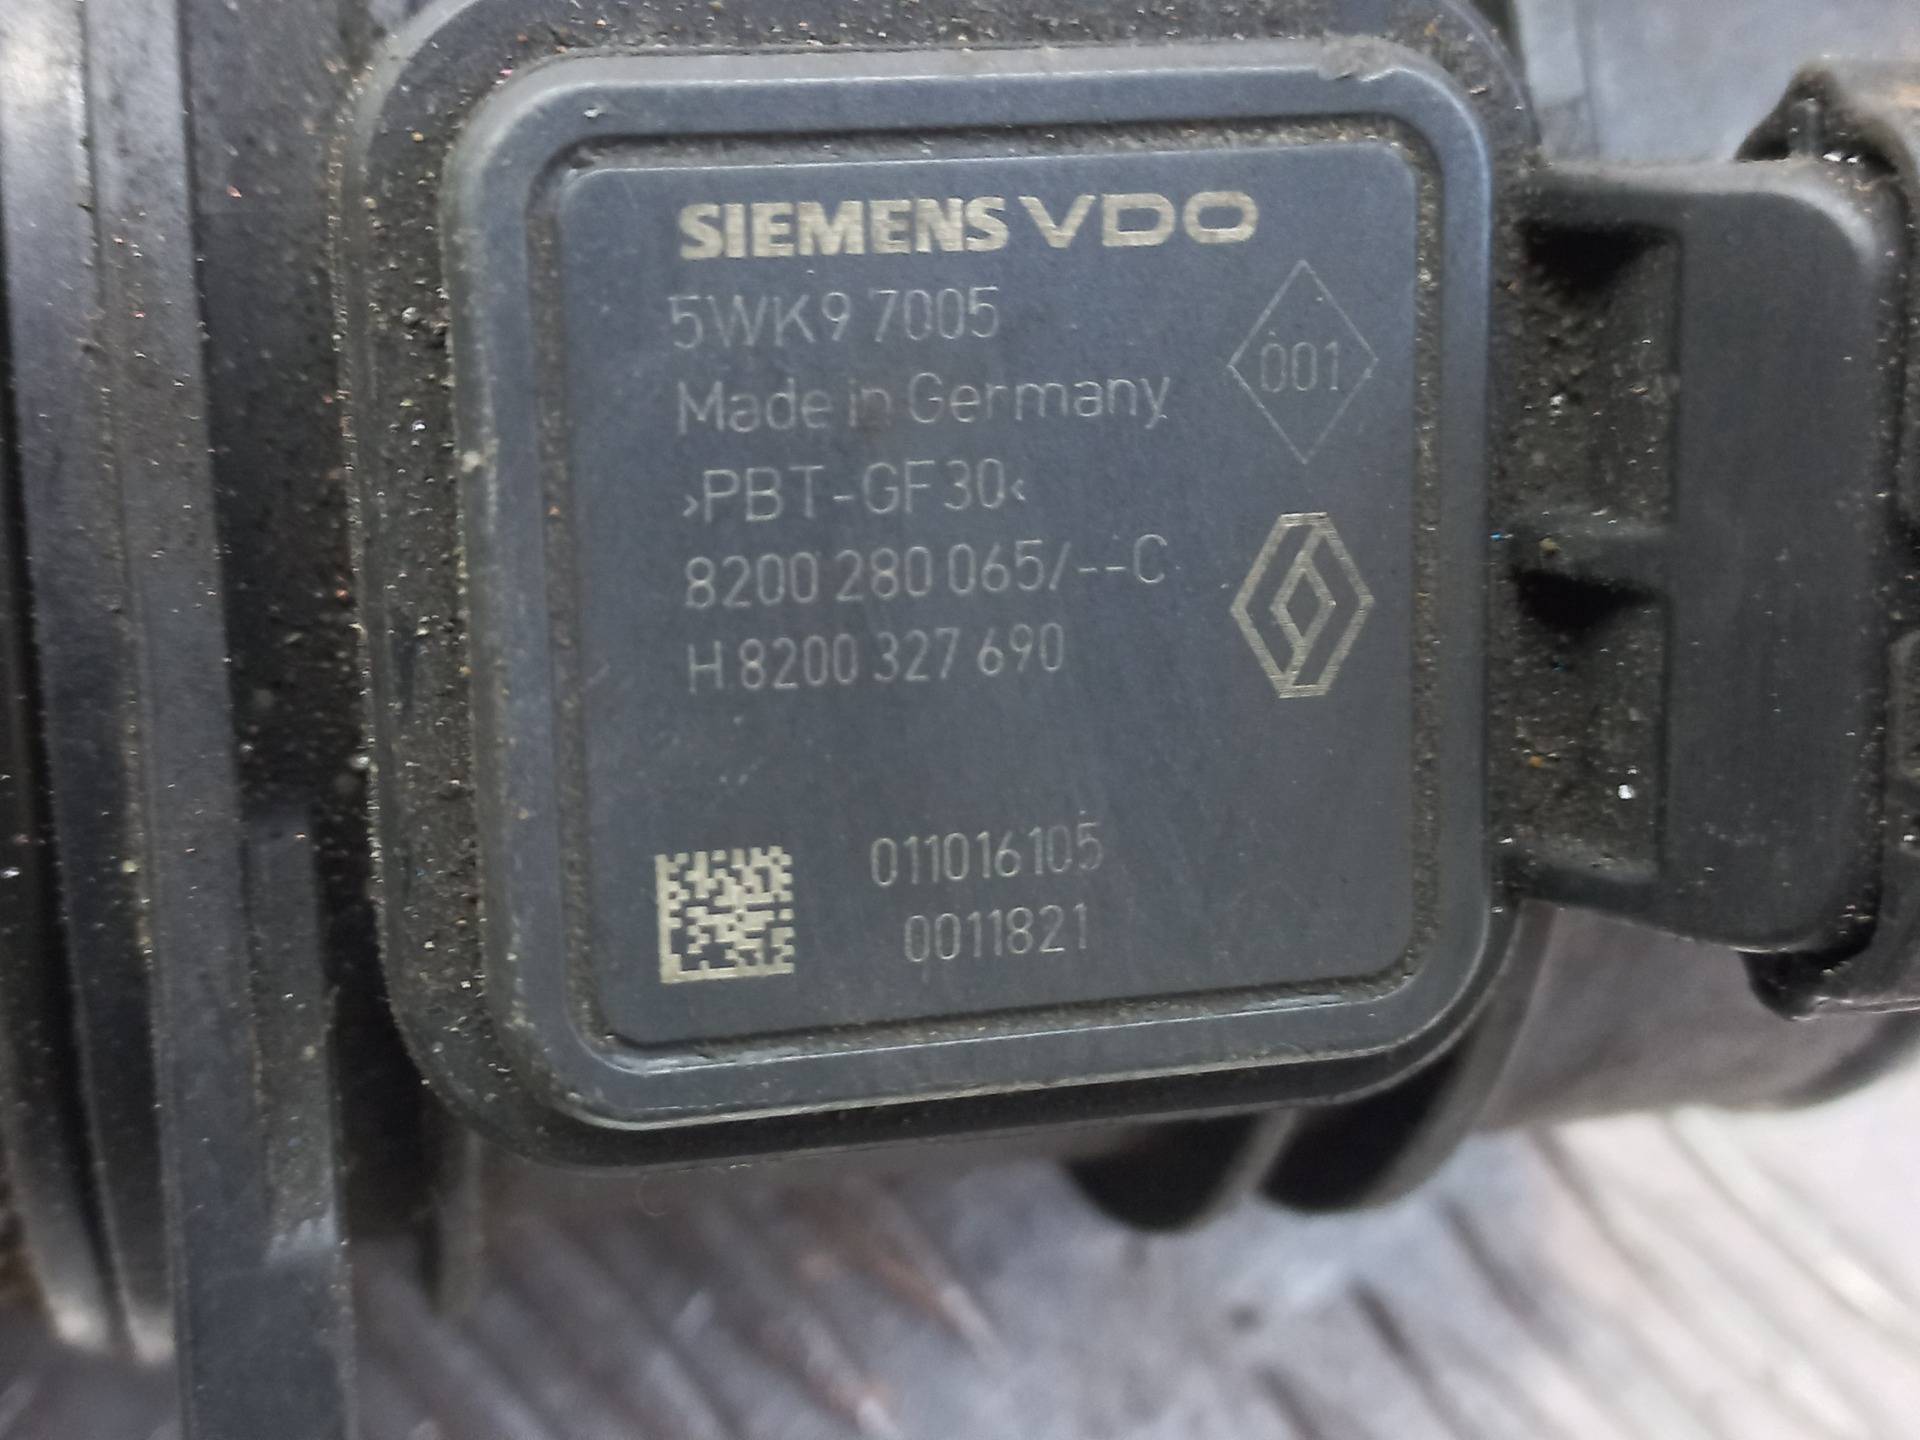 SIEMENS VDO
5WK9 7005
001
Made in Germany
>PBT-GF30<
8200 280 065/--C
H 8200 327 690
011016105
0011821